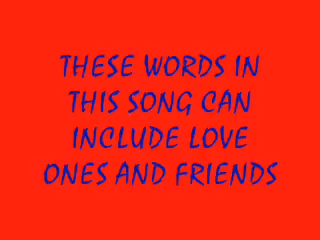 THESE WORDS IN
THIS SONG CAN
INCLUDE LOVE
ONES AND FRIENDS